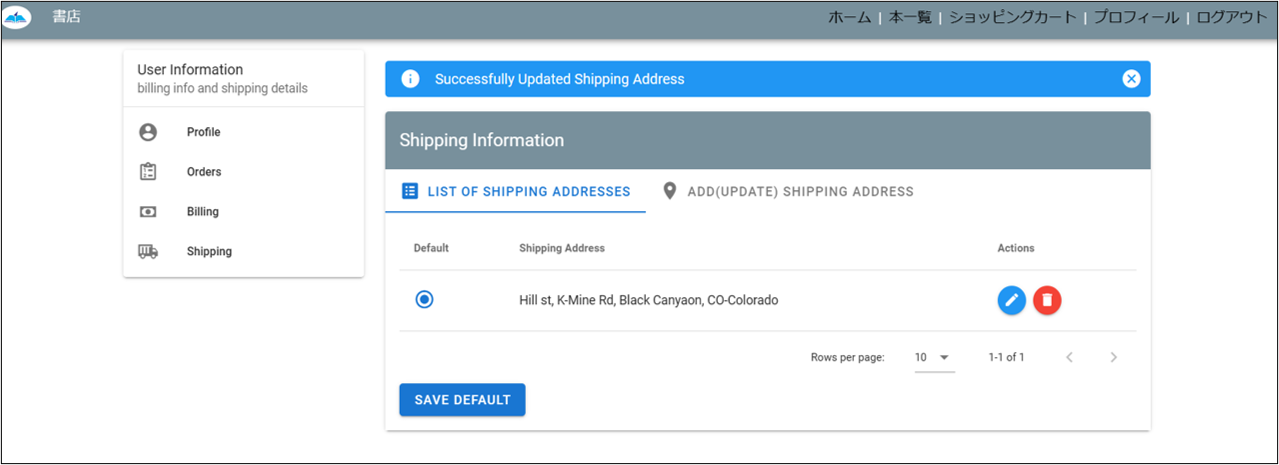 書店
ホーム | 本一覧 | ショッピングカート | プロフィール | ログアウト
User Information
billing info and shipping details
Profile
Orders
Billing
Shipping
Successfully Updated Shipping Address
Shipping Information
LIST OF SHIPPING ADDRESSES
ADD(UPDATE) SHIPPING ADDRESS
Default Shipping Address Actions
Hill st, K-Mine Rd, Black Canyaon, CO-Colorado
Rows per page: 10 1-1 of 1
SAVE DEFAULT